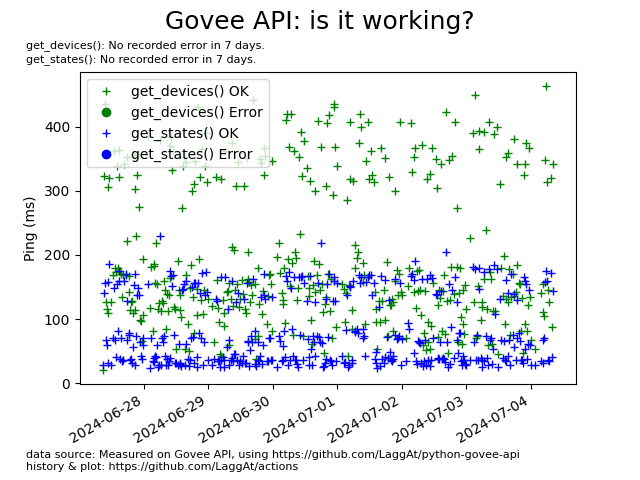 Govee API: is it working?
get_devices(): No recorded error in 7 days.
get_states(): No recorded error in 7 days.
get_devices() OK
get_devices() Error
get_states() OK
get_states() Error
Ping (ms)
400
300
200
100
0
2024-06-28
2024-06-29
2024-06-30
2024-07-01
2024-07-02
2024-07-03
2024-07-04
data source: Measured on Govee API, using https://github.com/LaggAt/python-govee-api
history & plot: https://github.com/LaggAt/actions